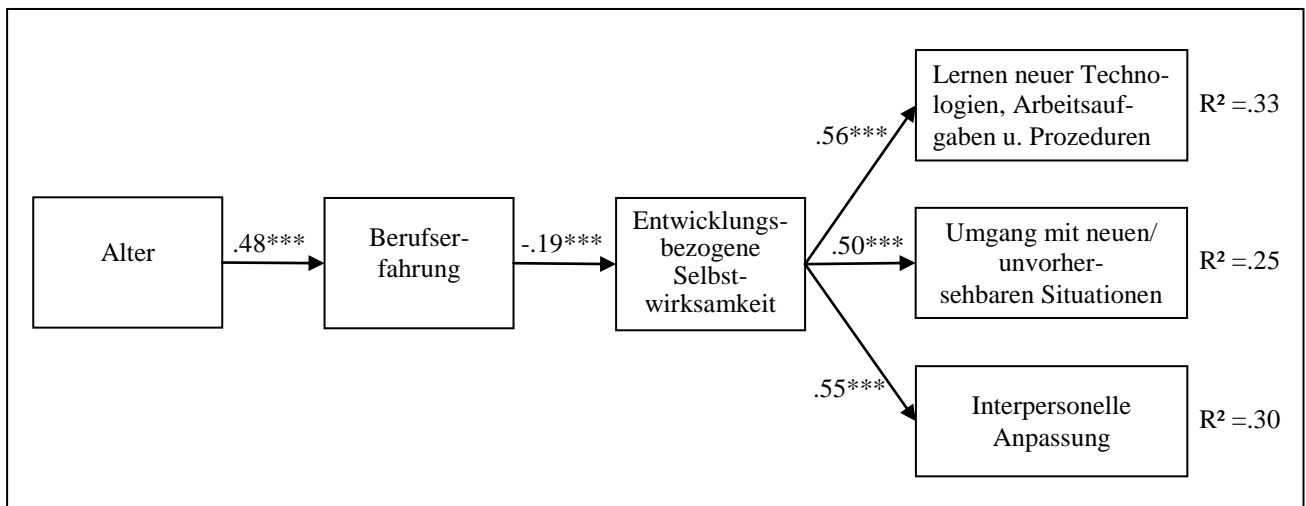 Alter
.48***
Berufser-
fahrung
-.19***
Entwicklungs-
bezogene
Selbst-
wirksamkeit
.56***
.50***
.55***
Lernen neuer Techno-
logien, Arbeitsauf-
gaben u. Prozeduren
R² =.33
Umgang mit neuen/
unvorher-
sehbaren Situationen
R² =.25
Interpersonelle
Anpassung
R² =.30